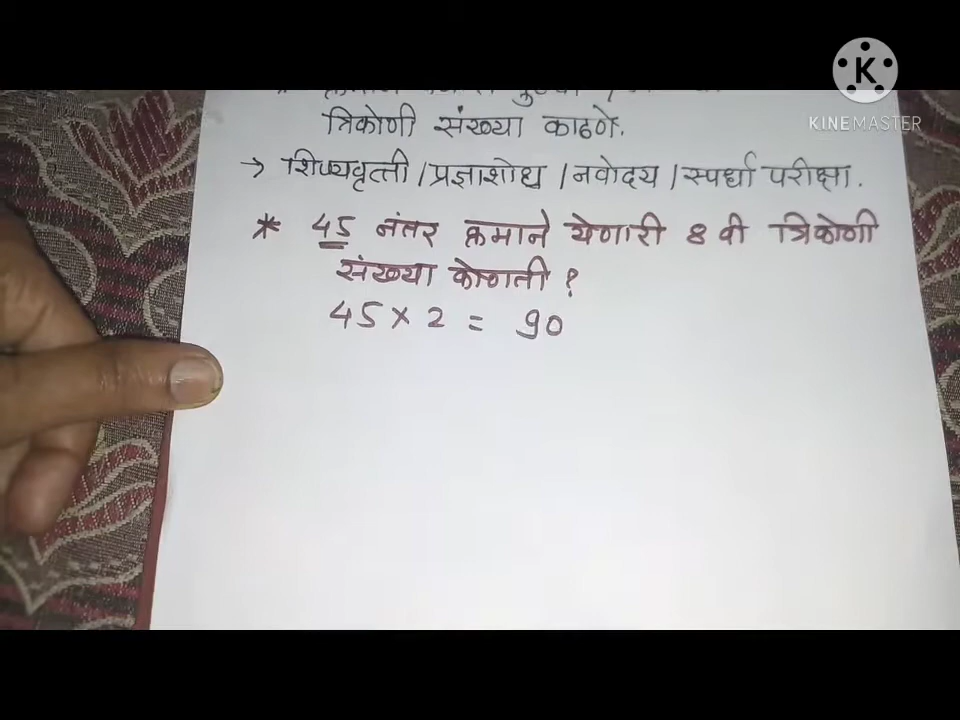 K
KINEMASTER
त्रिकोणी संख्या काढणे.
→ शिष्यवृत्ती / प्रज्ञाशोध / नवोदय / स्पर्धा परीक्षा.
* 45 नंतर क्रमाने येणारी 8 वी त्रिकोणी
संख्या कोणती ?
45 × 2 = 90